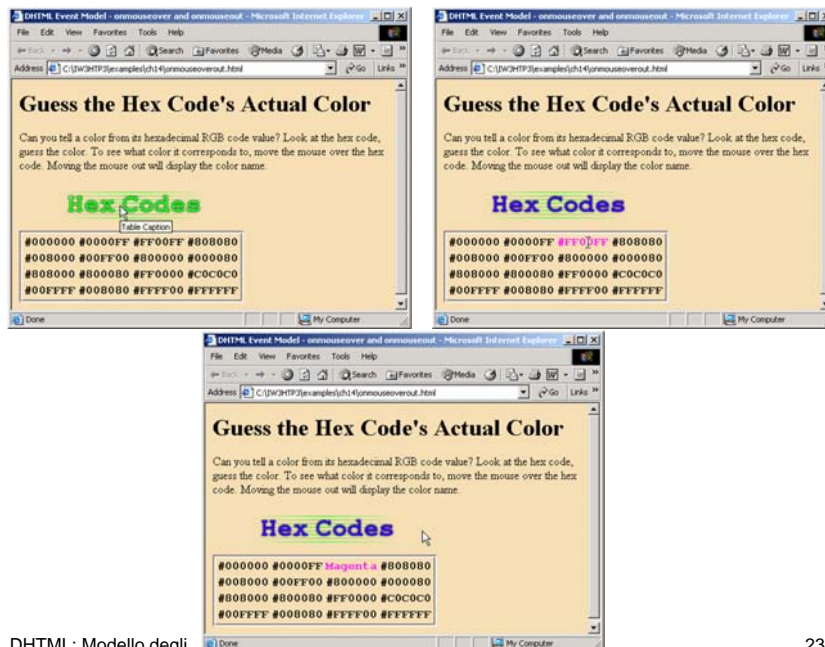 DHTML Event Model - onmouseover and onmouseout - Microsoft Internet Explorer
File Edit View Favorites Tools Help
Back Search Favorites Media
Address C:\IW3HTP3\examples\ch14\onmouseoverout.html Go Links »
Guess the Hex Code's Actual Color
Can you tell a color from its hexadecimal RGB code value? Look at the hex code,
guess the color. To see what color it corresponds to, move the mouse over the hex
code. Moving the mouse out will display the color name.
Hex Codes
Table Caption
#000000 #0000FF #FF00FF #808080
#008000 #00FF00 #800000 #000080
#808000 #800080 #FF0000 #C0C0C0
#00FFFF #008080 #FFFF00 #FFFFFF
Done My Computer
DHTML Event Model - onmouseover and onmouseout - Microsoft Internet Explorer
File Edit View Favorites Tools Help
Back Search Favorites Media
Address C:\IW3HTP3\examples\ch14\onmouseoverout.html Go Links »
Guess the Hex Code's Actual Color
Can you tell a color from its hexadecimal RGB code value? Look at the hex code,
guess the color. To see what color it corresponds to, move the mouse over the hex
code. Moving the mouse out will display the color name.
Hex Codes
#000000 #0000FF #FF00FF #808080
#008000 #00FF00 #800000 #000080
#808000 #800080 #FF0000 #C0C0C0
#00FFFF #008080 #FFFF00 #FFFFFF
Done My Computer
DHTML Event Model - onmouseover and onmouseout - Microsoft Internet Explorer
File Edit View Favorites Tools Help
Back Search Favorites Media
Address C:\IW3HTP3\examples\ch14\onmouseoverout.html Go Links »
Guess the Hex Code's Actual Color
Can you tell a color from its hexadecimal RGB code value? Look at the hex code,
guess the color. To see what color it corresponds to, move the mouse over the hex
code. Moving the mouse out will display the color name.
Hex Codes
#000000 #0000FF Magenta #808080
#008000 #00FF00 #800000 #000080
#808000 #800080 #FF0000 #C0C0C0
#00FFFF #008080 #FFFF00 #FFFFFF
Done My Computer
DHTML: Modello degli
23